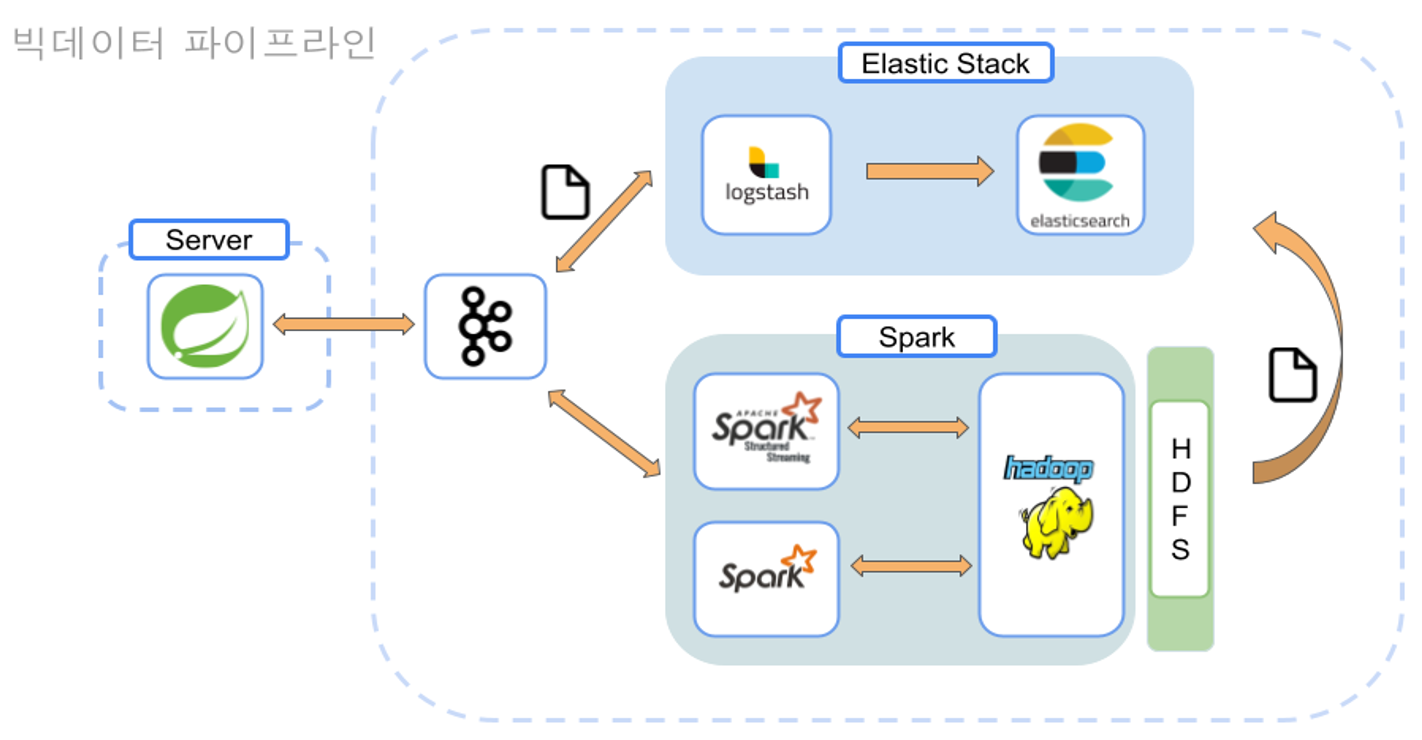 빅데이터 파이프라인
Elastic Stack
logstash
elasticsearch
Server
Spark
APACHE
Spark
Structured
Streaming
hadoop
Spark
H
D
F
S